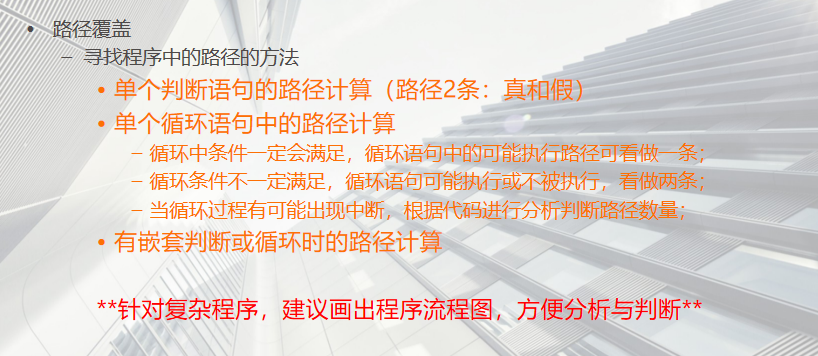 • 路径覆盖
– 寻找程序中的路径的方法
• 单个判断语句的路径计算（路径2条：真和假）
• 单个循环语句中的路径计算
– 循环中条件一定会满足，循环语句中的可能执行路径可看做一条；
– 循环条件不一定满足，循环语句可能执行或不被执行，看做两条；
– 当循环过程有可能出现中断，根据代码进行分析判断路径数量；
• 有嵌套判断或循环时的路径计算
**针对复杂程序，建议画出程序流程图，方便分析与判断**